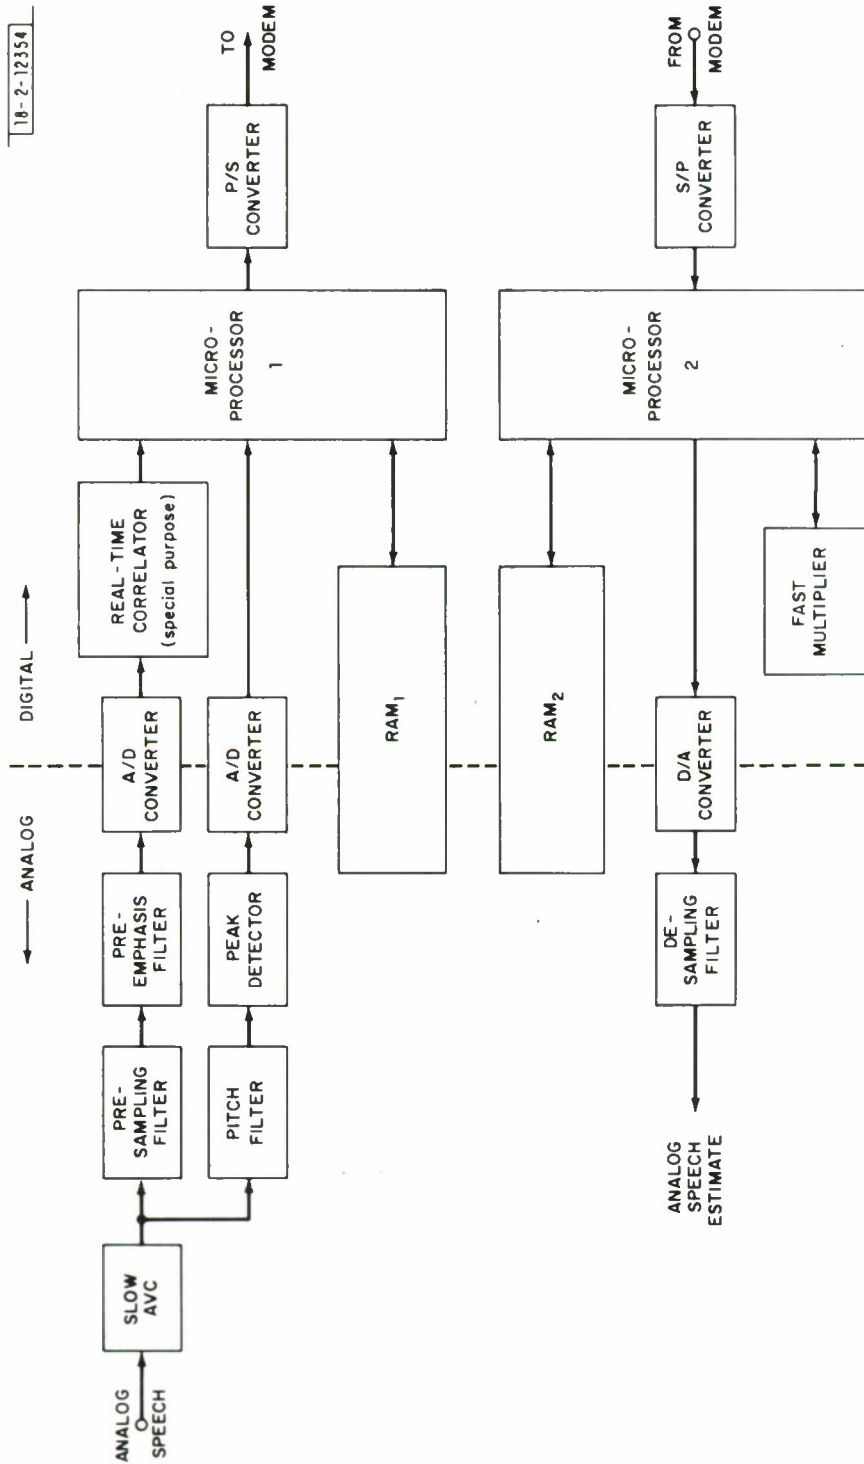 18-2-12354
ANALOG
DIGITAL
ANALOG
SPEECH
SLOW
AVC
PRE-
SAMPLING
FILTER
PRE-
EMPHASIS
FILTER
A/D
CONVERTER
REAL-TIME
CORRELATOR
(special purpose)
PITCH
FILTER
PEAK
DETECTOR
A/D
CONVERTER
MICRO-
PROCESSOR
1
P/S
CONVERTER
TO
MODEM
RAM1
RAM2
MICRO-
PROCESSOR
2
S/P
CONVERTER
FROM
MODEM
ANALOG
SPEECH
ESTIMATE
DE-
SAMPLING
FILTER
D/A
CONVERTER
FAST
MULTIPLIER